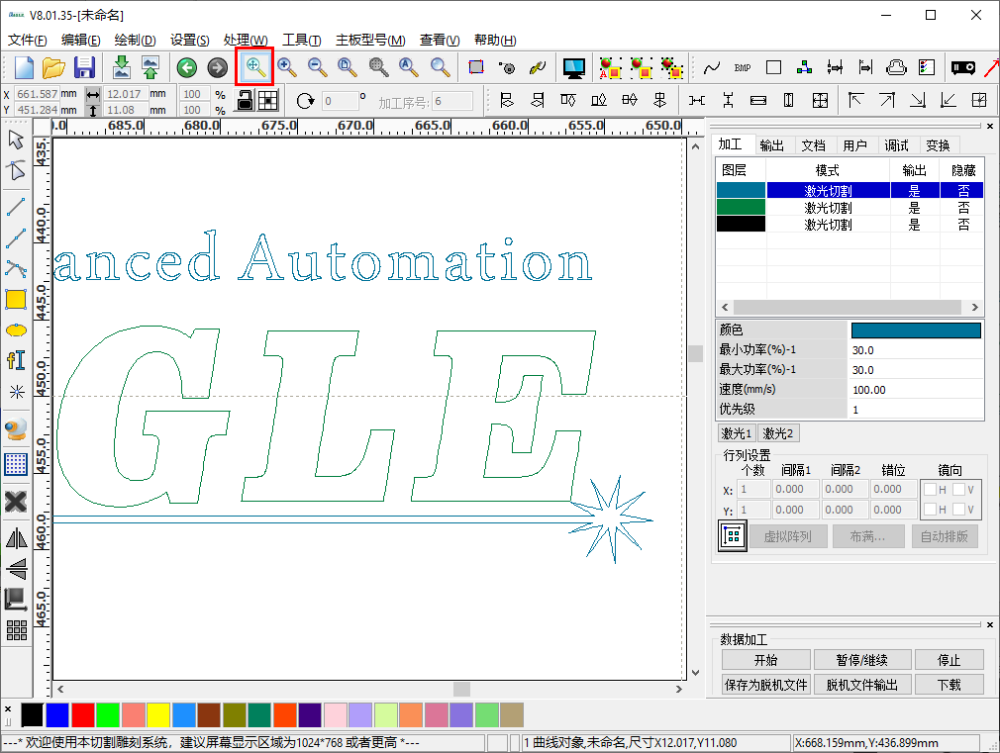 V8.01.35-[未命名]
文件(F) 编辑(E) 绘制(D) 设置(S) 处理(W) 工具(T) 主板型号(M) 查看(V) 帮助(H)
BMP
X 661.587 mm 12.017 mm 100 %
Y 451.284 mm 11.08 mm 100 %
0 加工序号: 6
0.0 685.0 680.0 675.0 670.0 665.0 660.0 655.0 650.0
435. 440.0 445.0 450.0 455.0 460.0 465.0
anced Automation
GLE
加工 输出 文档 用户 调试 变换
图层 模式 输出 隐藏
激光切割 是 否
激光切割 是 否
激光切割 是 否
颜色
最小功率(%)-1 30.0
最大功率(%)-1 30.0
速度(mm/s) 100.00
优先级 1
激光1 激光2
行列设置
个数 间隔1 间隔2 错位 镜向
X: 1 0.000 0.000 0.000 H V
Y: 1 0.000 0.000 0.000 H V
虚拟阵列 布满... 自动排版
数据加工
开始 暂停/继续 停止
保存为脱机文件 脱机文件输出 下载
---* 欢迎使用本切割雕刻系统，建议屏幕显示区域为1024*768 或者更高 *---
1 曲线对象,未命名,尺寸X12.017,Y11.080
X:668.159mm,Y:436.899mm